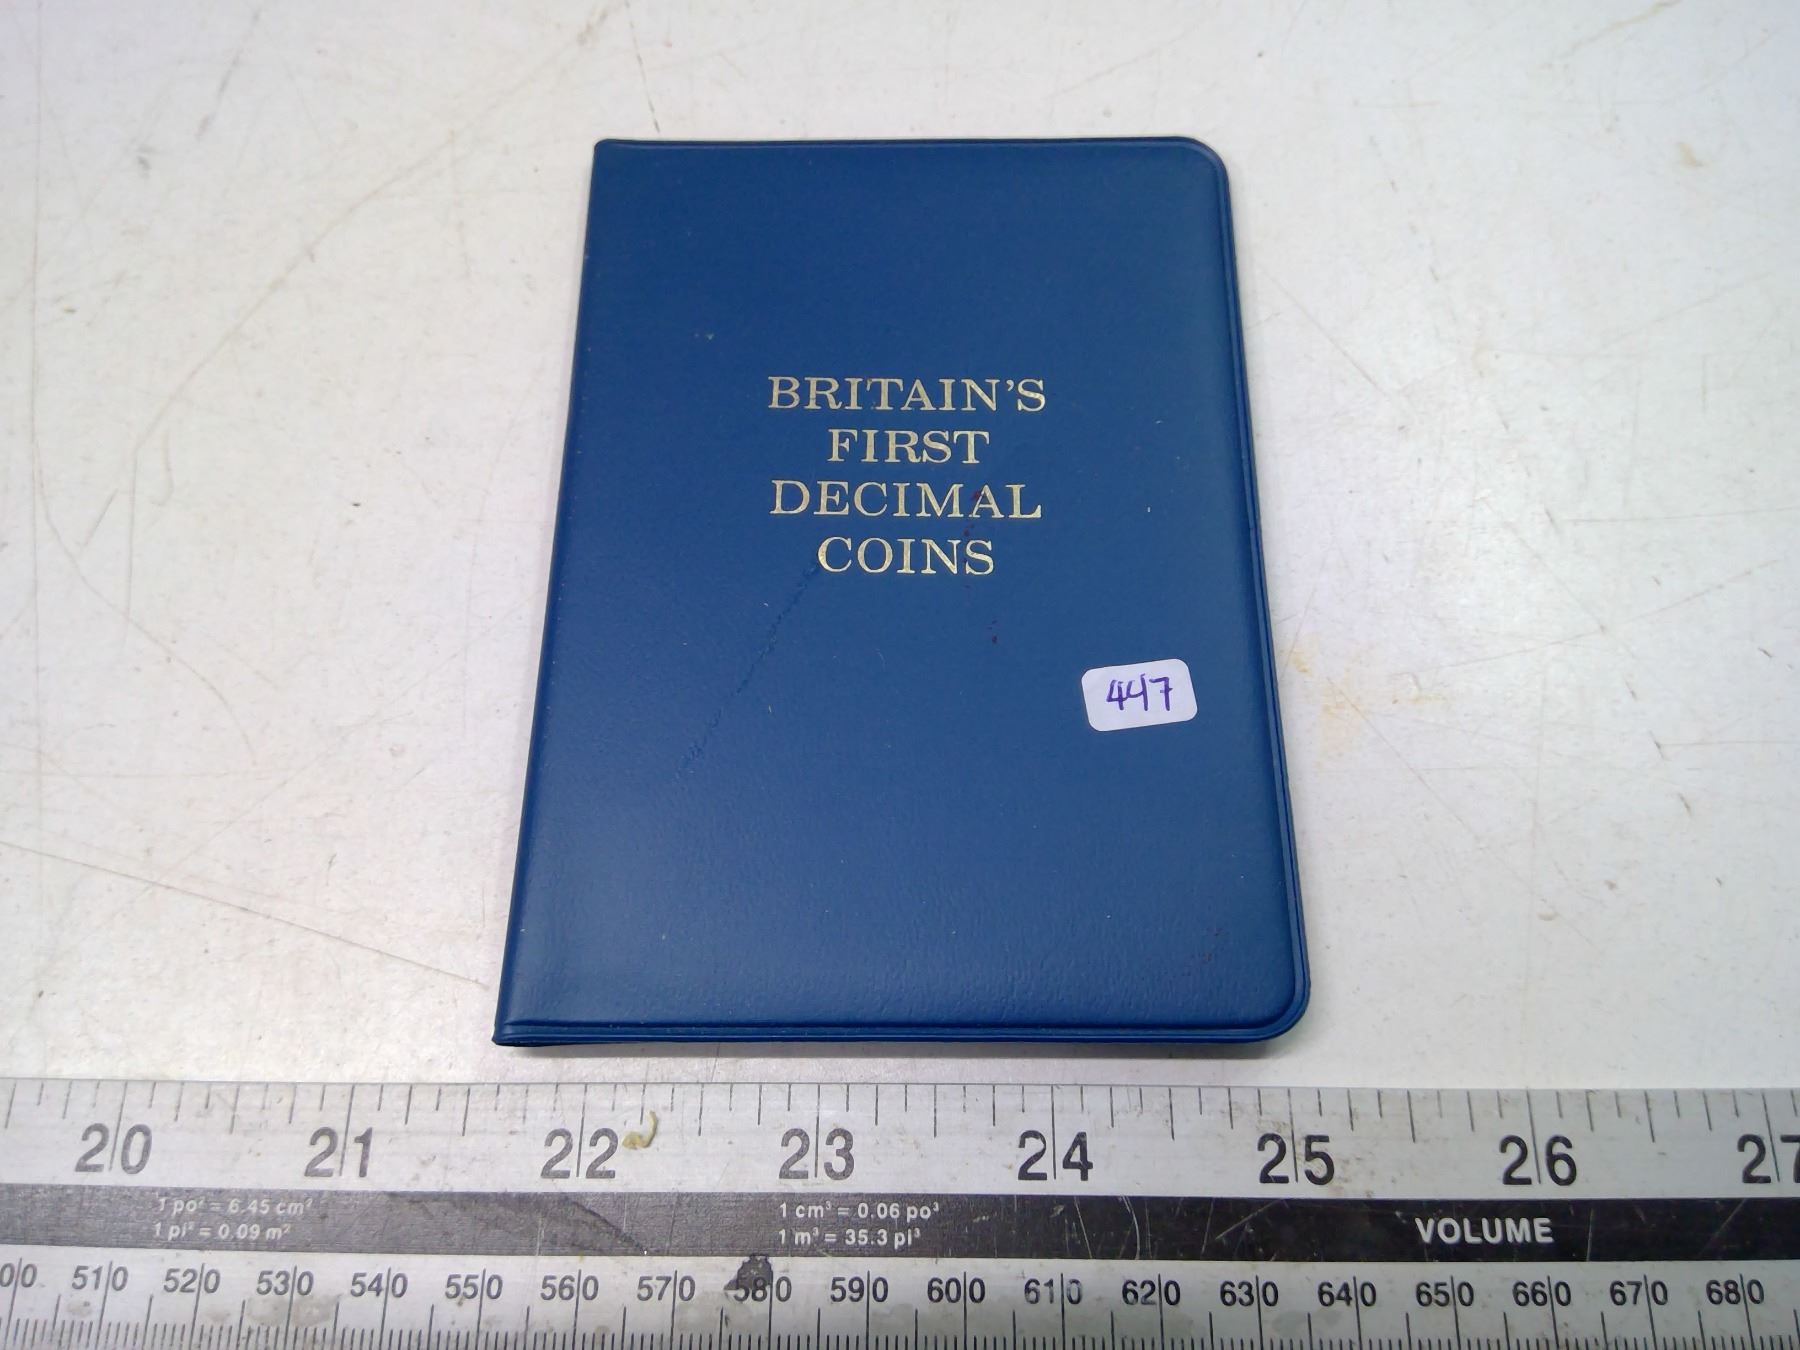 BRITAIN'S
FIRST
DECIMAL
COINS
447
20 21 22 23 24 25 26 27
1 po² = 6.45 cm²
1 pi² = 0.09 m²
1 cm³ = 0.06 po³
1 m³ = 35.3 pi³
VOLUME
510 520 530 540 550 560 570 580 590 600 610 620 630 640 650 660 670 680